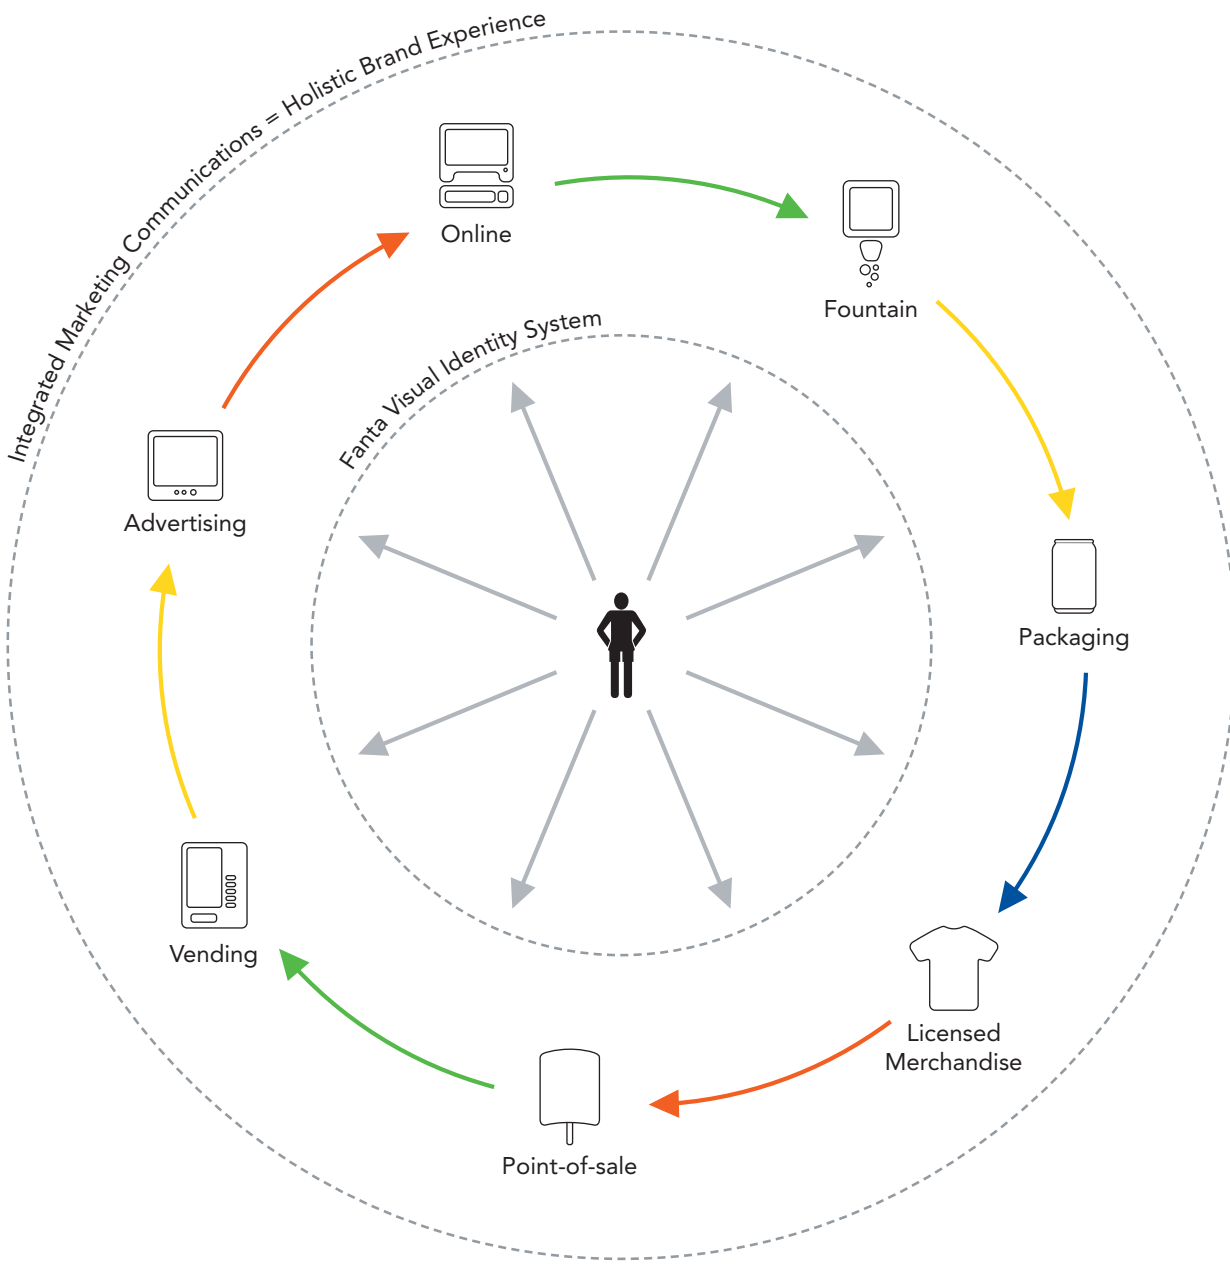 Integrated Marketing Communications = Holistic Brand Experience
Online
Fountain
Fanta Visual Identity System
Advertising
Packaging
Vending
Licensed
Merchandise
Point-of-sale